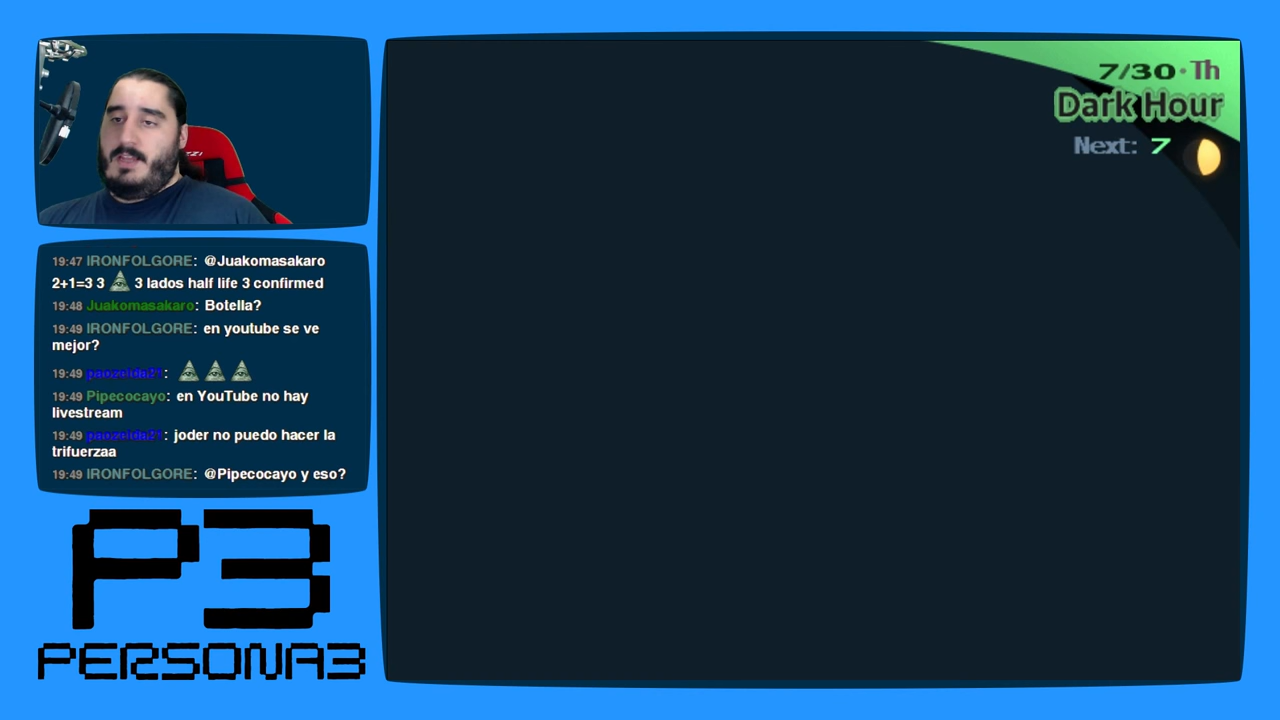 19:47 IRONFOLGORE: @Juakomasakaro
2+1=3 3 3 lados half life 3 confirmed
19:48 Juakomasakaro: Botella?
19:49 IRONFOLGORE: en youtube se ve
mejor?
19:49 :
19:49 Pipecocayo: en YouTube no hay
livestream
19:49 : joder no puedo hacer la
trifuerzaa
19:49 IRONFOLGORE: @Pipecocayo y eso?
P3
PERSONA3
7/30·Th
Dark Hour
Next: 7